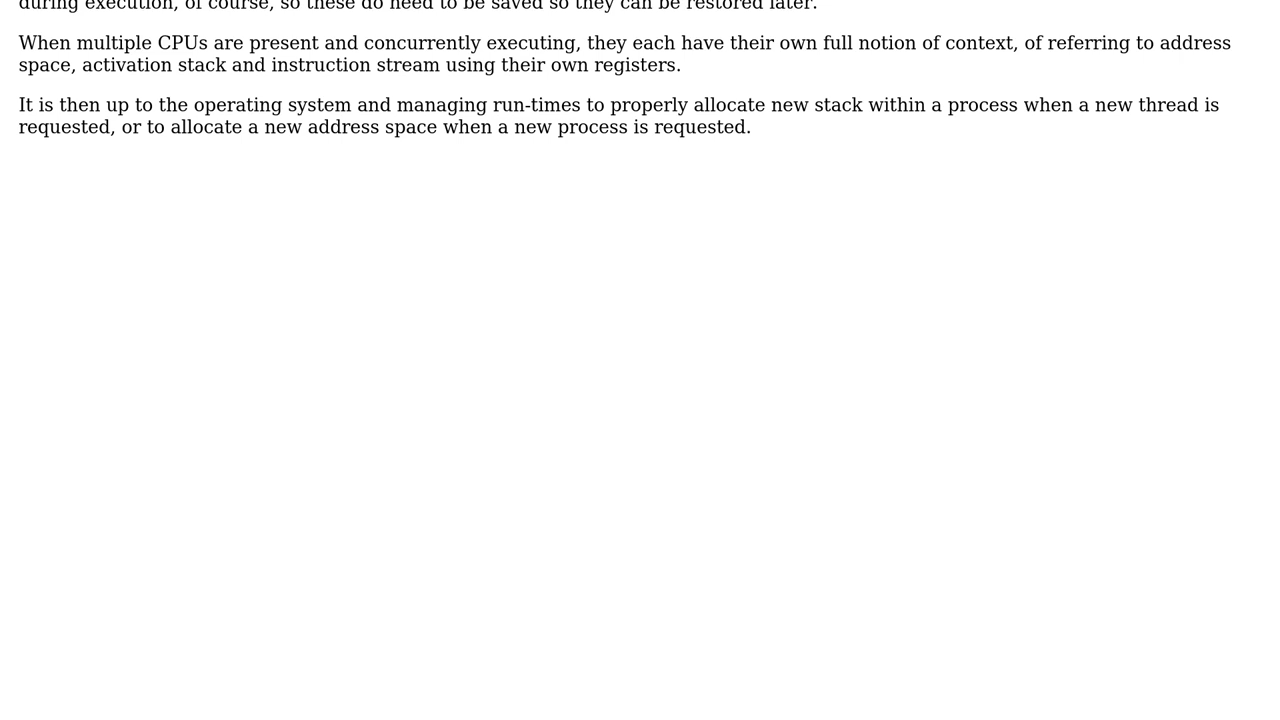 during execution, of course, so these do need to be saved so they can be restored later.
When multiple CPUs are present and concurrently executing, they each have their own full notion of context, of referring to address
space, activation stack and instruction stream using their own registers.
It is then up to the operating system and managing run-times to properly allocate new stack within a process when a new thread is
requested, or to allocate a new address space when a new process is requested.